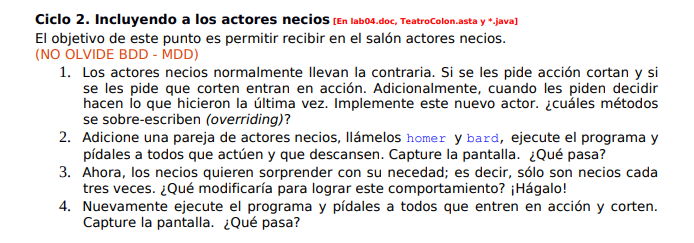 Ciclo 2. Incluyendo a los actores necios [En lab04.doc, TeatroColon.asta y *.java]
El objetivo de este punto es permitir recibir en el salón actores necios.
(NO OLVIDE BDD - MDD)
1. Los actores necios normalmente llevan la contraria. Si se les pide acción cortan y si
se les pide que corten entran en acción. Adicionalmente, cuando les piden decidir
hacen lo que hicieron la última vez. Implemente este nuevo actor. ¿cuáles métodos
se sobre-escriben (overriding)?
2. Adicione una pareja de actores necios, llámelos homer y bard, ejecute el programa y
pídales a todos que actúen y que descansen. Capture la pantalla. ¿Qué pasa?
3. Ahora, los necios quieren sorprender con su necedad; es decir, sólo son necios cada
tres veces. ¿Qué modificaría para lograr este comportamiento? ¡Hágalo!
4. Nuevamente ejecute el programa y pídales a todos que entren en acción y corten.
Capture la pantalla. ¿Qué pasa?